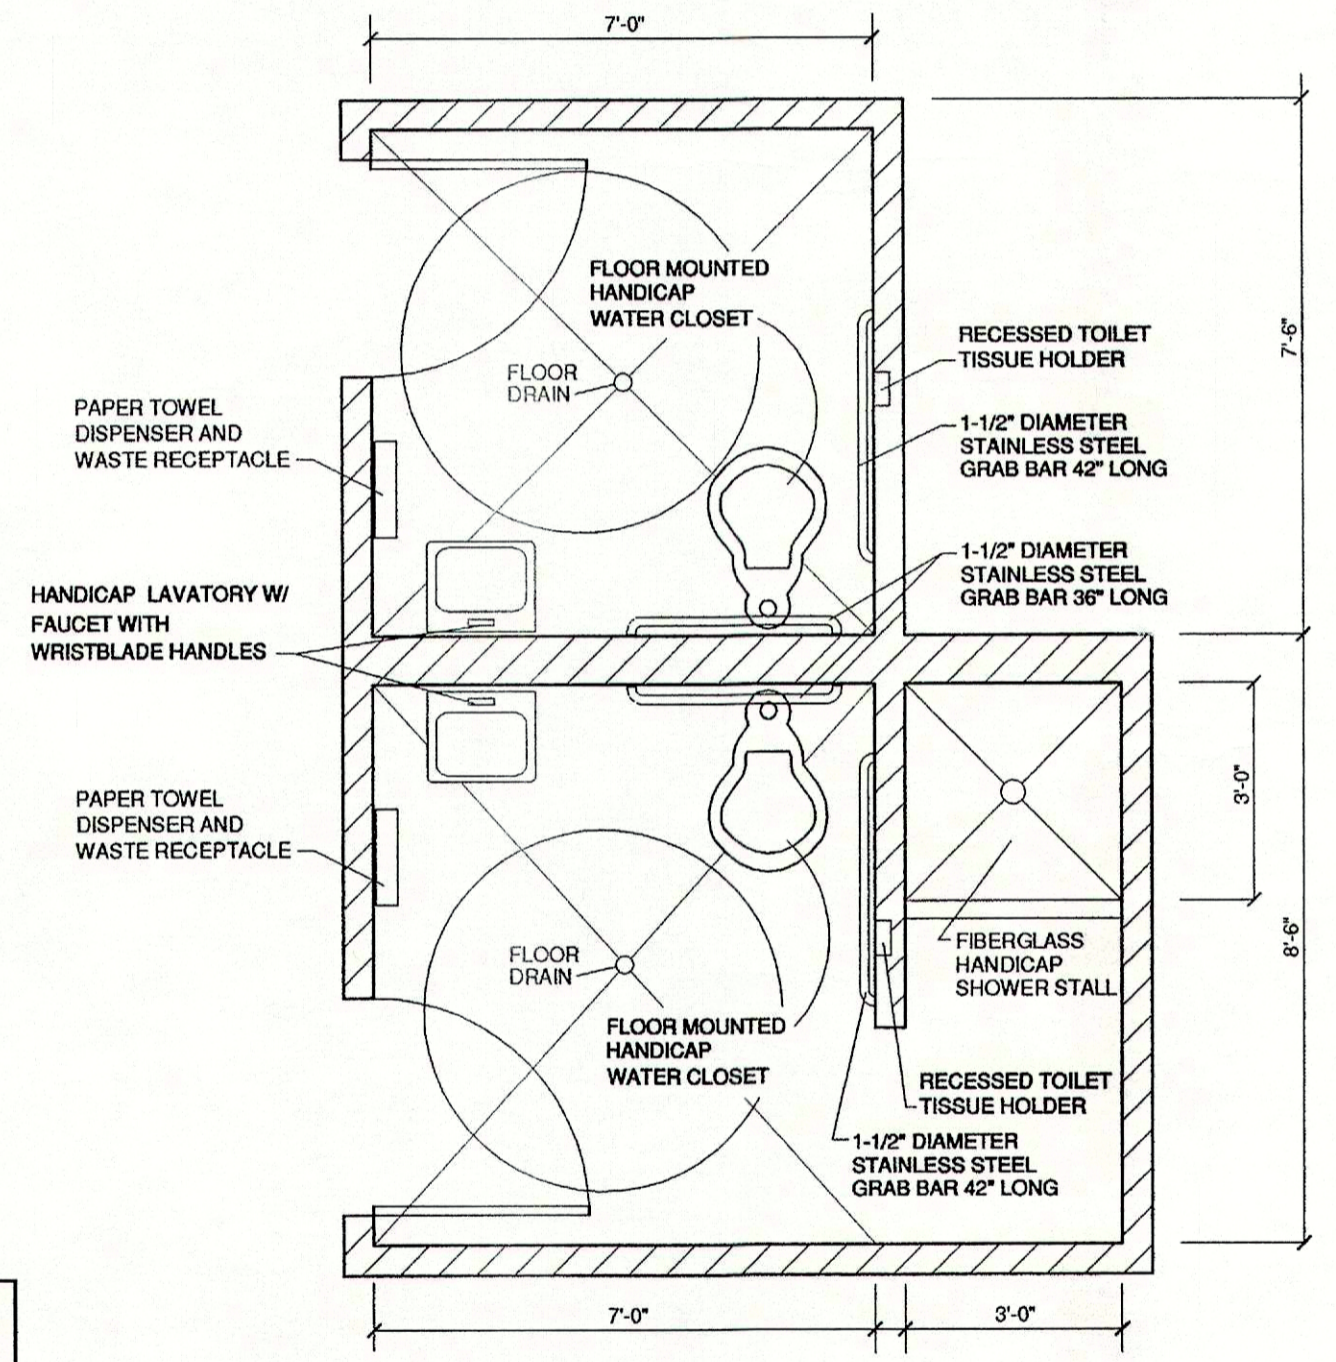 7'-0"
FLOOR MOUNTED
HANDICAP
WATER CLOSET
7'-6"
RECESSED TOILET
TISSUE HOLDER
FLOOR
DRAIN
PAPER TOWEL
DISPENSER AND
WASTE RECEPTACLE
1-1/2" DIAMETER
STAINLESS STEEL
GRAB BAR 42" LONG
1-1/2" DIAMETER
STAINLESS STEEL
GRAB BAR 36" LONG
HANDICAP LAVATORY W/
FAUCET WITH
WRISTBLADE HANDLES
3'-0"
PAPER TOWEL
DISPENSER AND
WASTE RECEPTACLE
8'-6"
FLOOR
DRAIN
FIBERGLASS
HANDICAP
SHOWER STALL
FLOOR MOUNTED
HANDICAP
WATER CLOSET
RECESSED TOILET
TISSUE HOLDER
1-1/2" DIAMETER
STAINLESS STEEL
GRAB BAR 42" LONG
7'-0"
3'-0"